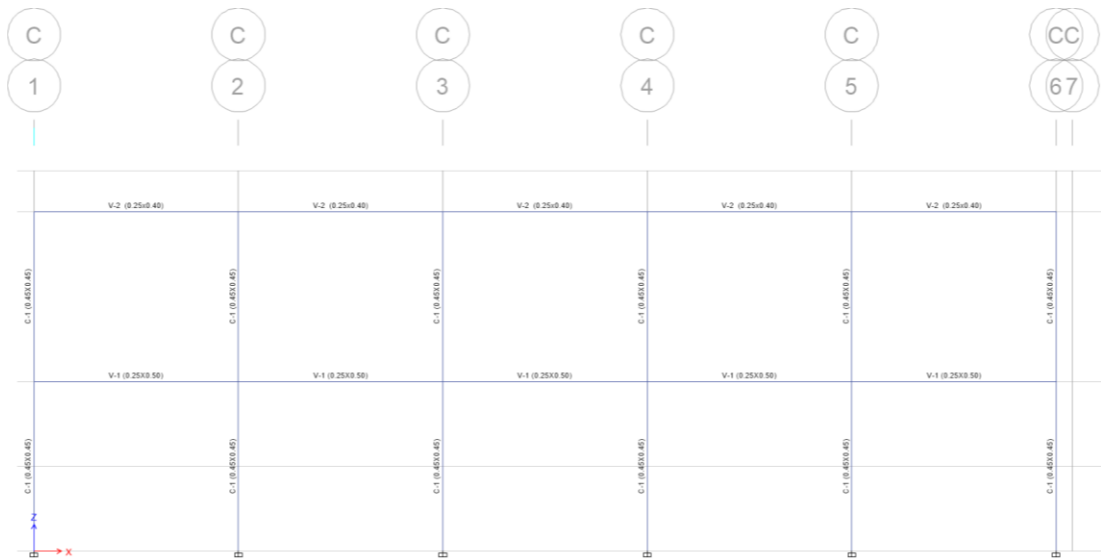 C C C C C CC
1 2 3 4 5 67
V-2 (0.25x0.40) V-2 (0.25x0.40) V-2 (0.25x0.40) V-2 (0.25x0.40) V-2 (0.25x0.40)
C-1 (0.45X0.45) C-1 (0.45X0.45) C-1 (0.45X0.45) C-1 (0.45X0.45) C-1 (0.45X0.45) C-1 (0.45X0.45)
V-1 (0.25X0.50) V-1 (0.25X0.50) V-1 (0.25X0.50) V-1 (0.25X0.50) V-1 (0.25X0.50)
C-1 (0.45X0.45) C-1 (0.45X0.45) C-1 (0.45X0.45) C-1 (0.45X0.45) C-1 (0.45X0.45) C-1 (0.45X0.45)
Z
X